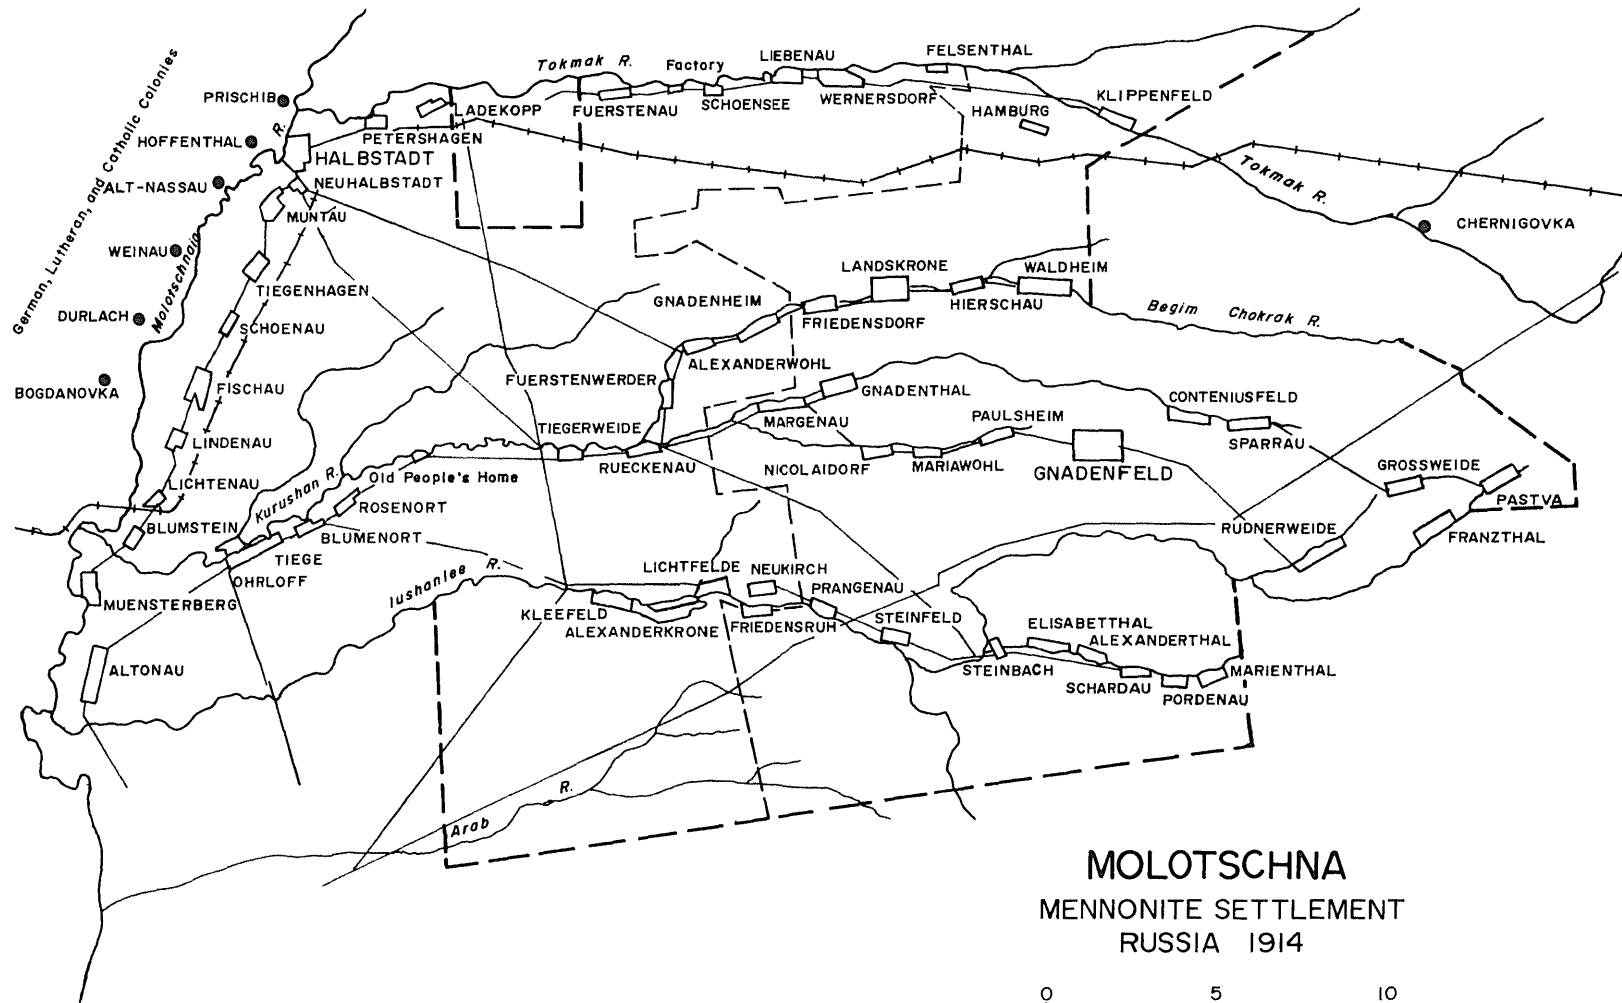 LIEBENAU
FELSENTHAL
Tokmak R.
Factory
PRISCHIB
LADEKOPP
FUERSTENAU
SCHOENSEE
WERNERSDORF
HAMBURG
KLIPPENFELD
HOFFENTHAL
R.
PETERSHAGEN
HALBSTADT
ALT-NASSAU
NEUHALBSTADT
MUNTAU
Tokmak R.
CHERNIGOVKA
German, Lutheran, and Catholic Colonies
WEINAU
Molotschnaia
TIEGENHAGEN
GNADENHEIM
LANDSKRONE
WALDHEIM
HIERSCHAU
DURLACH
SCHOENAU
FRIEDENSDORF
Begim Chokrak R.
ALEXANDERWOHL
BOGDANOVKA
FISCHAU
FUERSTENWERDER
GNADENTHAL
CONTENIUSFELD
PAULSHEIM
MARGENAU
TIEGERWEIDE
SPARRAU
LINDENAU
RUECKENAU
NICOLAIDORF
MARIAWOHL
GNADENFELD
GROSSWEIDE
LICHTENAU
Kurushan R.
Old People's Home
ROSENORT
PASTVA
BLUMSTEIN
BLUMENORT
RUDNERWEIDE
FRANZTHAL
TIEGE
OHRLOFF
Iushanlee R.
LICHTFELDE
NEUKIRCH
PRANGENAU
MUENSTERBERG
KLEEFELD
ALEXANDERKRONE
FRIEDENSRUH
STEINFELD
ELISABETTHAL
ALEXANDERTHAL
ALTONAU
STEINBACH
SCHARDAU
MARIENTHAL
PORDENAU
Arab R.
MOLOTSCHNA
MENNONITE SETTLEMENT
RUSSIA 1914
0 5 10